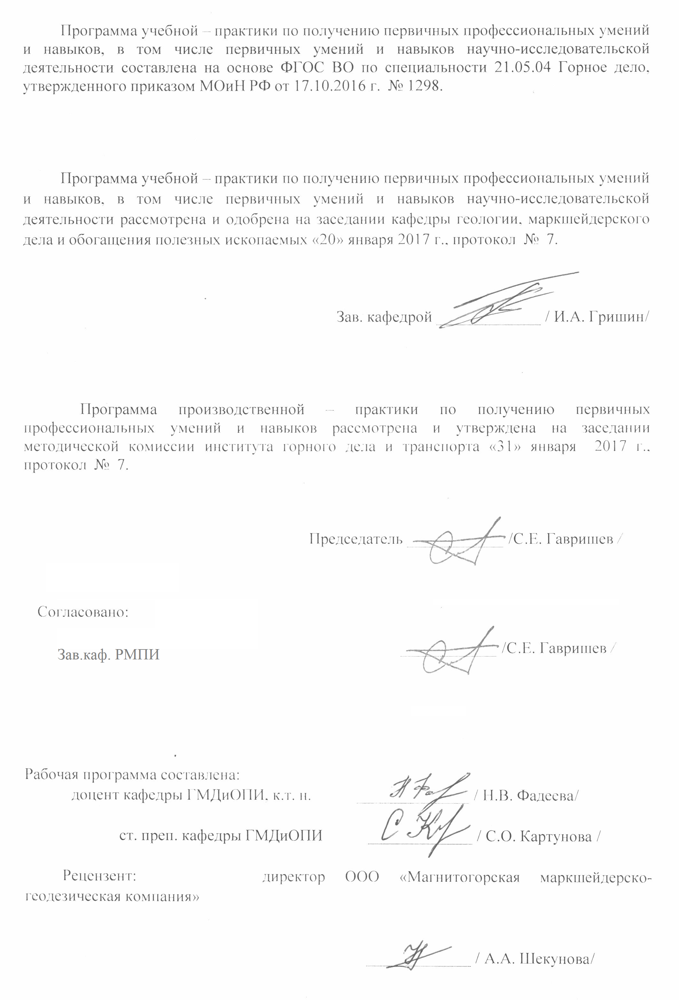 Программа учебной – практики по получению первичных профессиональных умений
и навыков, в том числе первичных умений и навыков научно-исследовательской
деятельности составлена на основе ФГОС ВО по специальности 21.05.04 Горное дело,
утвержденного приказом МОиН РФ от 17.10.2016 г. № 1298.
Программа учебной – практики по получению первичных профессиональных умений
и навыков, в том числе первичных умений и навыков научно-исследовательской
деятельности рассмотрена и одобрена на заседании кафедры геологии, маркшейдерского
дела и обогащения полезных ископаемых «20» января 2017 г., протокол № 7.
Зав. кафедрой / И.А. Гришин/
Программа производственной – практики по получению первичных
профессиональных умений и навыков рассмотрена и утверждена на заседании
методической комиссии института горного дела и транспорта «31» января 2017 г.,
протокол № 7.
Председатель /С.Е. Гавришев /
Согласовано:
Зав.каф. РМПИ /С.Е. Гавришев /
Рабочая программа составлена:
доцент кафедры ГМДиОПИ, к.т. н. / Н.В. Фадеева/
ст. преп. кафедры ГМДиОПИ / С.О. Картунова /
Рецензент: директор ООО «Магнитогорская маркшейдерско-
геодезическая компания»
/ А.А. Шекунова/